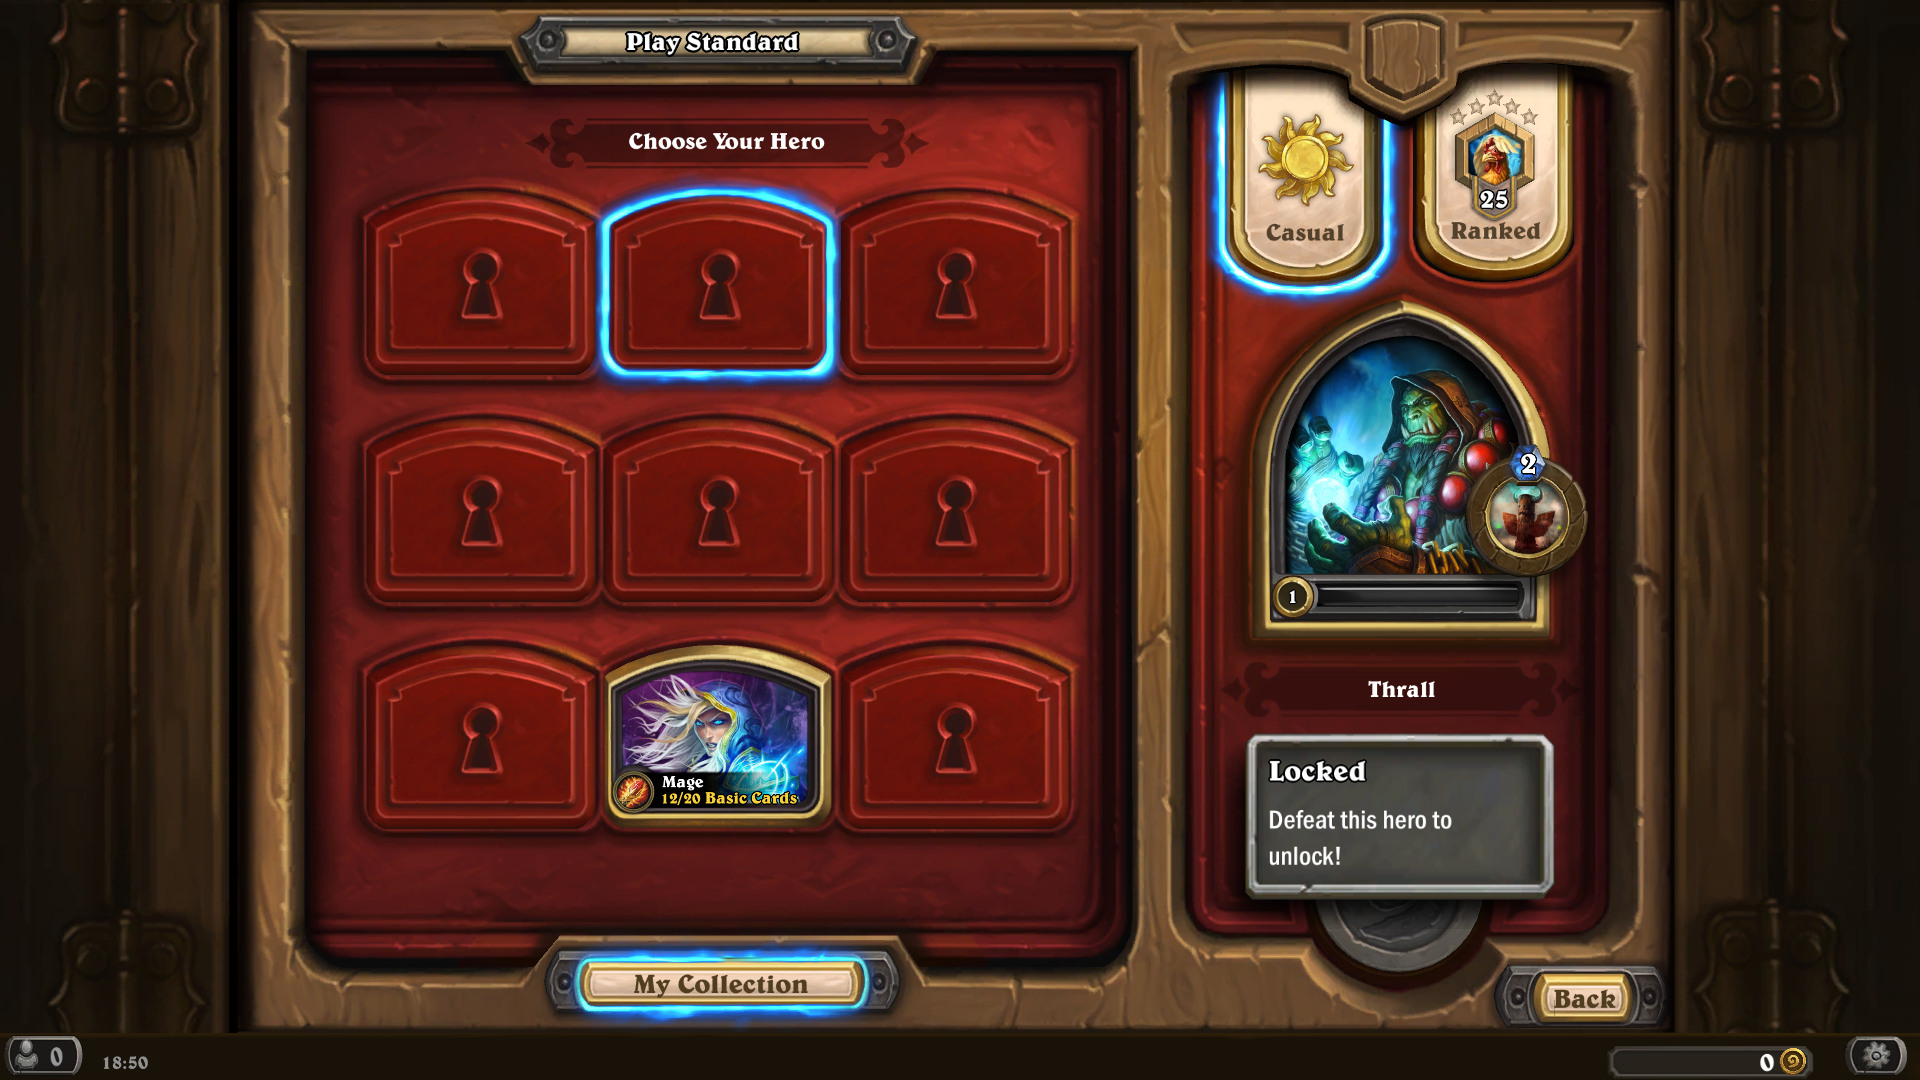 Play Standard
Choose Your Hero
Casual
25
Ranked
2
1
Thrall
Locked
Defeat this hero to
unlock!
Mage
12/20 Basic Cards
My Collection
Back
0
18:50
0